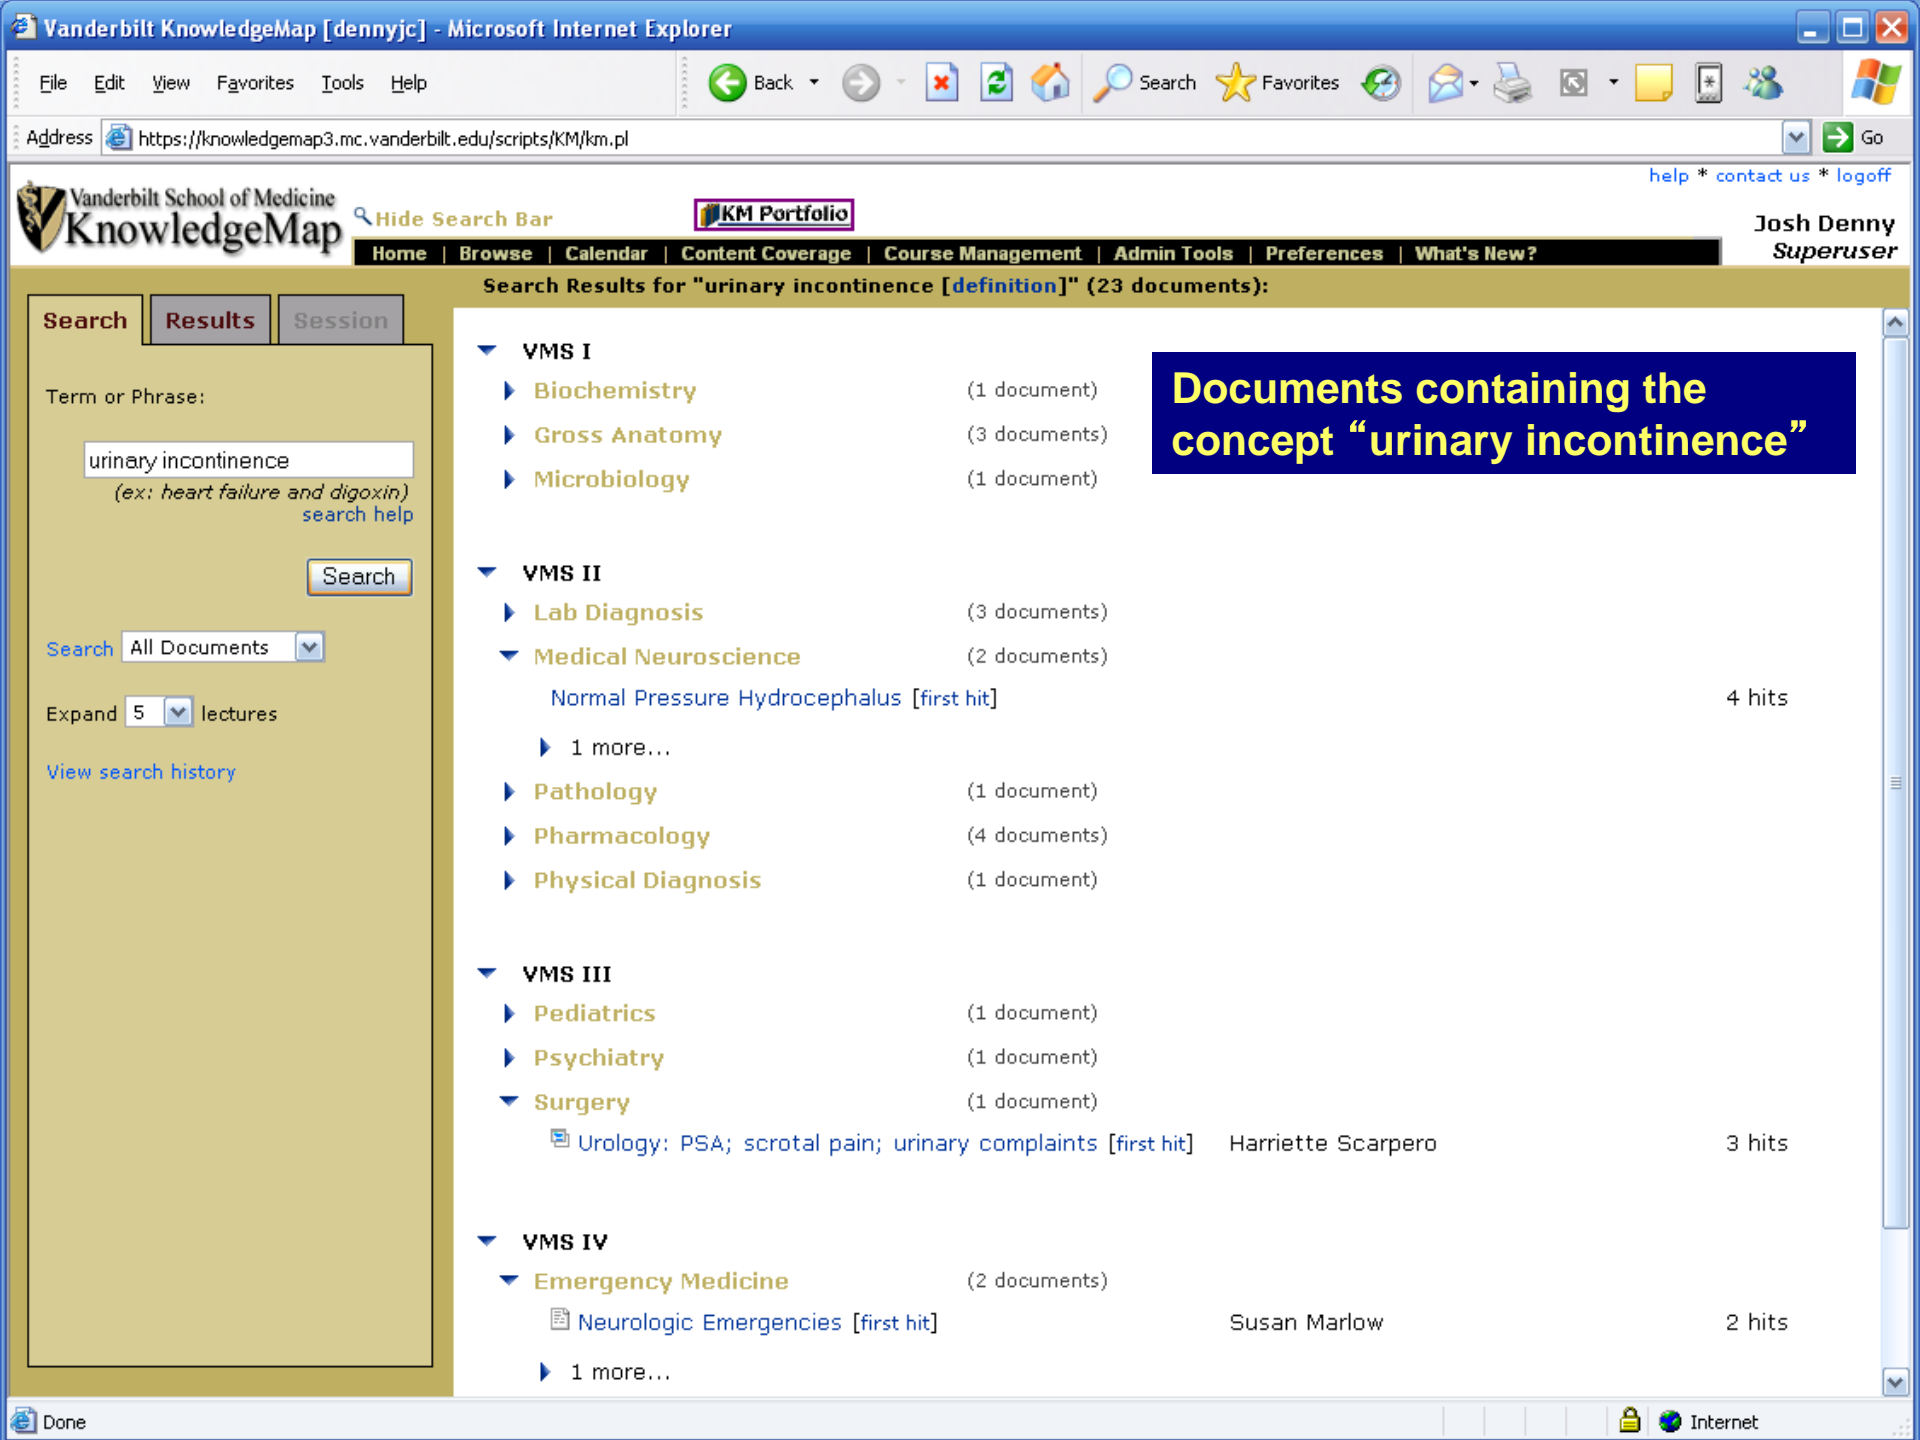 Vanderbilt KnowledgeMap [dennyjc] - Microsoft Internet Explorer
File Edit View Favorites Tools Help Back Search Favorites
Address https://knowledgemap3.mc.vanderbilt.edu/scripts/KM/km.pl Go
help * contact us * logoff
Vanderbilt School of Medicine
KnowledgeMap
Hide Search Bar KM Portfolio
Josh Denny
Superuser
Home | Browse | Calendar | Content Coverage | Course Management | Admin Tools | Preferences | What's New?
Search Results for "urinary incontinence [definition]" (23 documents):
Search Results Session
Term or Phrase:
urinary incontinence
(ex: heart failure and digoxin)
search help
Search
Search All Documents
Expand 5 lectures
View search history
VMS I
Biochemistry (1 document)
Gross Anatomy (3 documents)
Microbiology (1 document)
Documents containing the
concept “urinary incontinence”
VMS II
Lab Diagnosis (3 documents)
Medical Neuroscience (2 documents)
Normal Pressure Hydrocephalus [first hit] 4 hits
1 more...
Pathology (1 document)
Pharmacology (4 documents)
Physical Diagnosis (1 document)
VMS III
Pediatrics (1 document)
Psychiatry (1 document)
Surgery (1 document)
Urology: PSA; scrotal pain; urinary complaints [first hit] Harriette Scarpero 3 hits
VMS IV
Emergency Medicine (2 documents)
Neurologic Emergencies [first hit] Susan Marlow 2 hits
1 more...
Done Internet